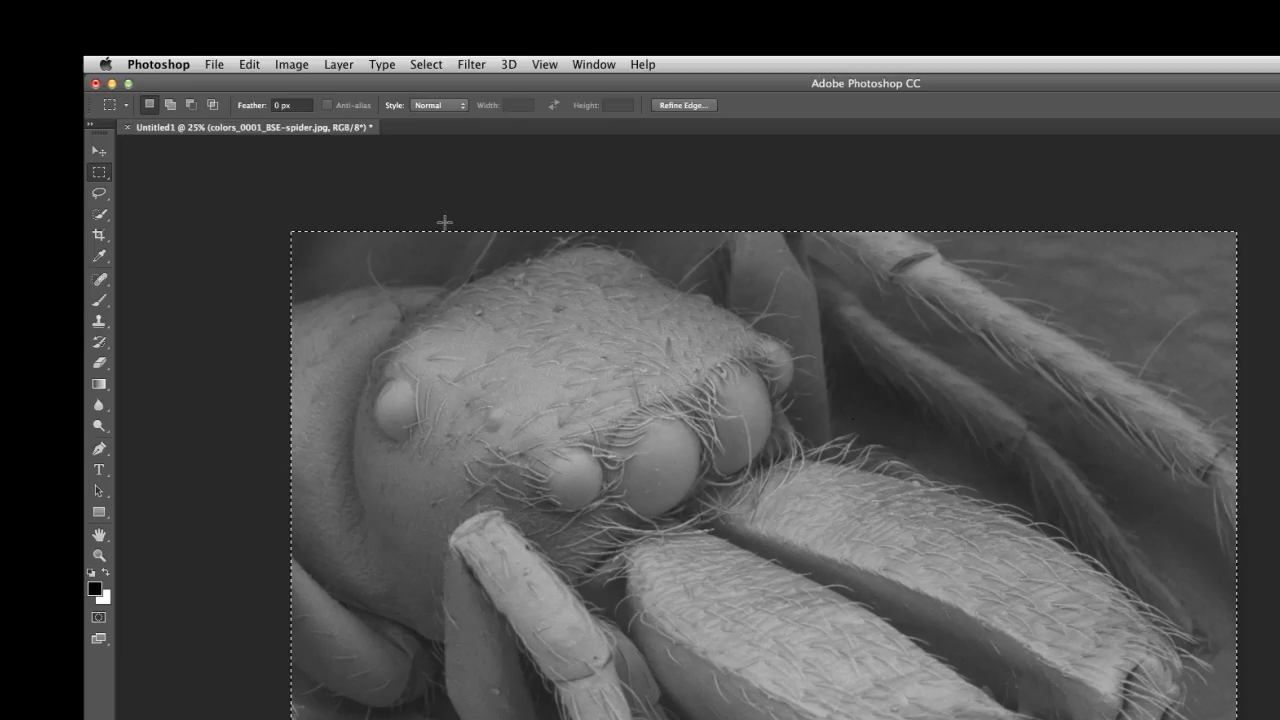 Photoshop File Edit Image Layer Type Select Filter 3D View Window Help
Adobe Photoshop CC
Feather: 0 px Anti-alias Style: Normal Width: Height: Refine Edge...
Untitled1 @ 25% (colors_0001_BSE-spider.jpg, RGB/8*) *